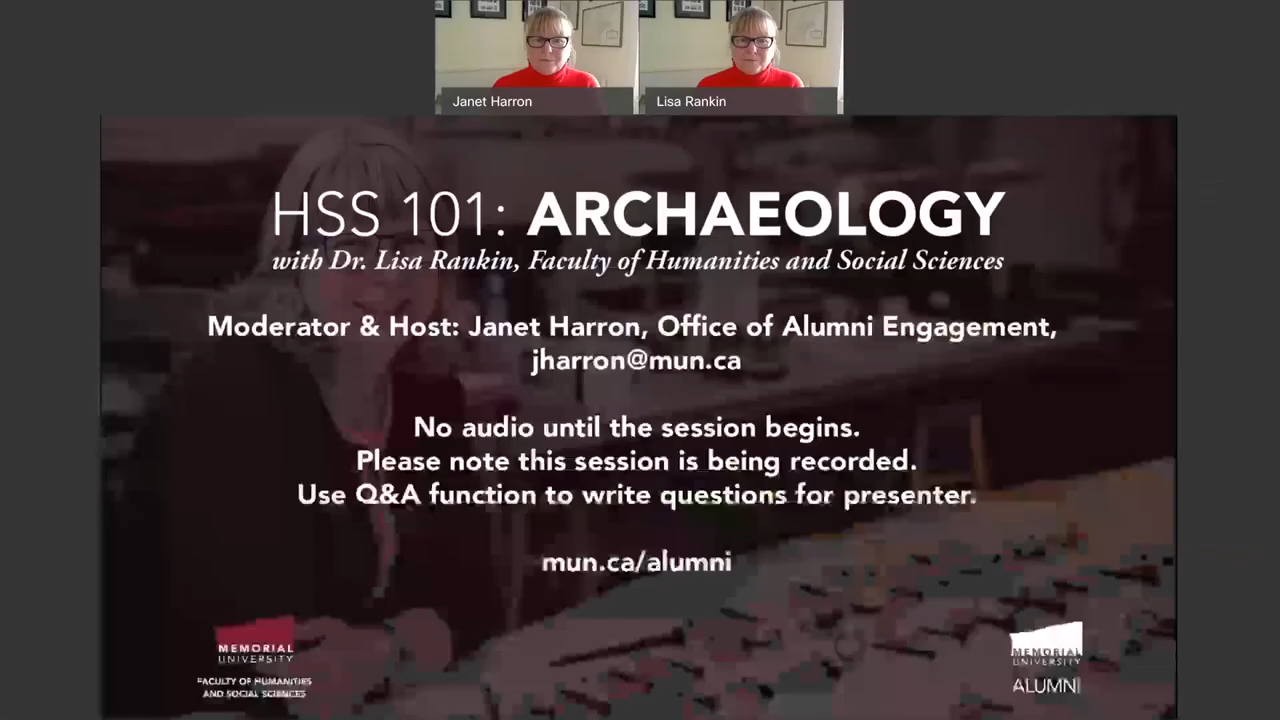 Janet Harron
Lisa Rankin
HSS 101: ARCHAEOLOGY
with Dr. Lisa Rankin, Faculty of Humanities and Social Sciences
Moderator & Host: Janet Harron, Office of Alumni Engagement,
jharron@mun.ca
No audio until the session begins.
Please note this session is being recorded.
Use Q&A function to write questions for presenter.
mun.ca/alumni
MEMORIAL
UNIVERSITY
FACULTY OF HUMANITIES
AND SOCIAL SCIENCES
MEMORIAL
UNIVERSITY
ALUMNI